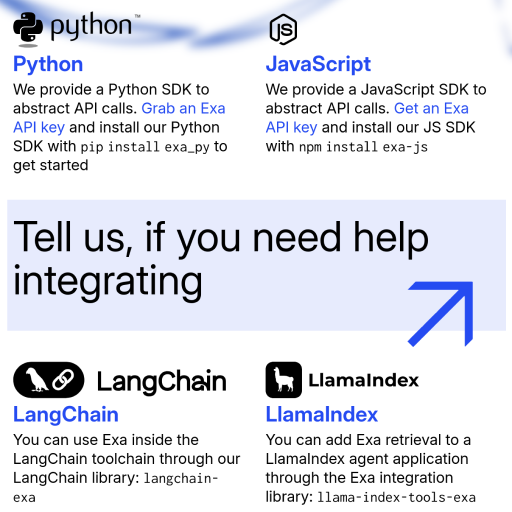 python™
Python
We provide a Python SDK to
abstract API calls. Grab an Exa
API key and install our Python
SDK with pip install exa_py to
get started
JS
JavaScript
We provide a JavaScript SDK to
abstract API calls. Get an Exa
API key and install our JS SDK
with npm install exa-js
Tell us, if you need help
integrating
LangChain
LangChain
You can use Exa inside the
LangChain toolchain through our
LangChain library: langchain-
exa
LlamaIndex
LlamaIndex
You can add Exa retrieval to a
LlamaIndex agent application
through the Exa integration
library: llama-index-tools-exa